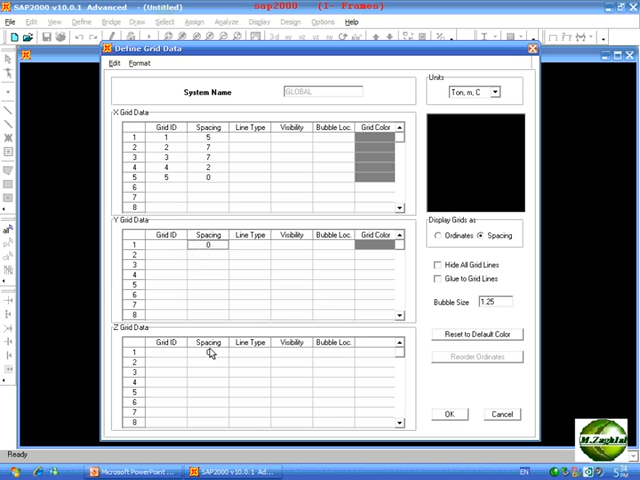 SAP2000 v10.0.1 Advanced - (Untitled)
sap2000 (1- Frames)
File Edit View Define Bridge Draw Select Assign Analyze Display Design Options Help
Define Grid Data
Edit Format
System Name GLOBAL
Units
Ton, m, C
X Grid Data
Grid ID Spacing Line Type Visibility Bubble Loc. Grid Color
1 1 5
2 2 7
3 3 7
4 4 2
5 5 0
6
7
8
Y Grid Data
Grid ID Spacing Line Type Visibility Bubble Loc. Grid Color
1 0
2
3
4
5
6
7
8
Display Grids as
Ordinates Spacing
Hide All Grid Lines
Glue to Grid Lines
Bubble Size 1.25
Reset to Default Color
Reorder Ordinates
Z Grid Data
Grid ID Spacing Line Type Visibility Bubble Loc.
1 0
2
3
4
5
6
7
8
OK Cancel
M.Zaghlal
Ready
Microsoft PowerPoint ...
SAP2000 v10.0.1 Ad...
EN
5:34
PM